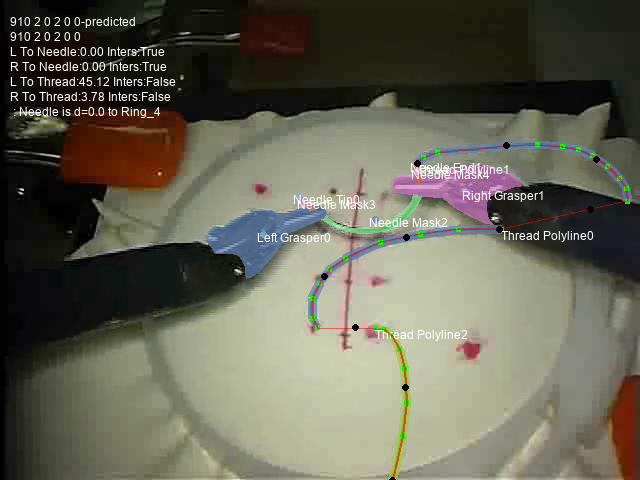 910 2 0 2 0 0-predicted
910 2 0 2 0 0
L To Needle:0.00 Inters:True
R To Needle:0.00 Inters:True
L To Thread:45.12 Inters:False
R To Thread:3.78 Inters:False
: Needle is d=0.0 to Ring_4
Needle Mask4
Right Grasper1
Needle Tip0
Needle Mask3
Needle Mask2
Left Grasper0
Thread Polyline0
Thread Polyline2